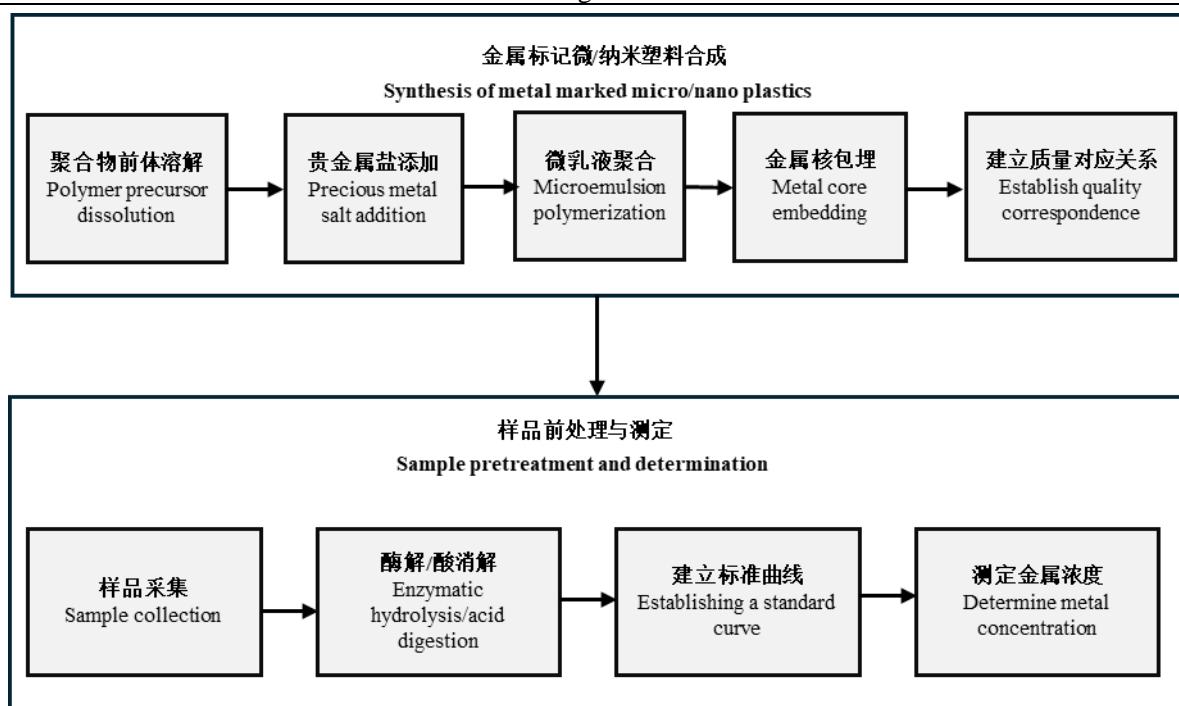 金属标记微/纳米塑料合成
Synthesis of metal marked micro/nano plastics
聚合物前体溶解
Polymer precursor
dissolution
贵金属盐添加
Precious metal
salt addition
微乳液聚合
Microemulsion
polymerization
金属核包埋
Metal core
embedding
建立质量对应关系
Establish quality
correspondence
样品前处理与测定
Sample pretreatment and determination
样品采集
Sample collection
酶解/酸消解
Enzymatic
hydrolysis/acid
digestion
建立标准曲线
Establishing a standard
curve
测定金属浓度
Determine metal
concentration